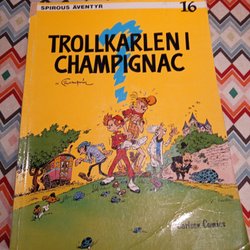 SPIROUS ÄVENTYR
16
TROLLKARLEN I
CHAMPIGNAC
Carlsen Comics